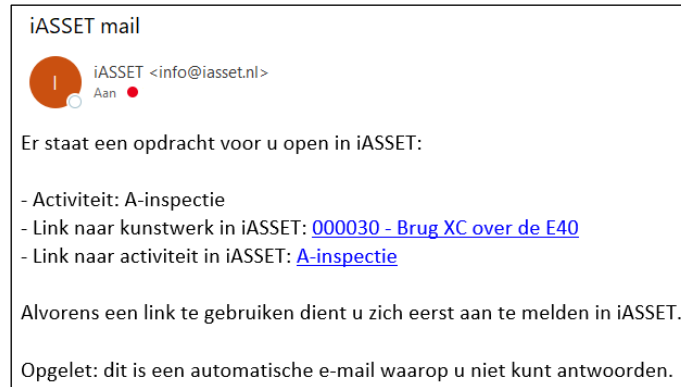 iASSET mail
I
iASSET <info@iasset.nl>
Aan
Er staat een opdracht voor u open in iASSET:
- Activiteit: A-inspectie
- Link naar kunstwerk in iASSET: 000030 - Brug XC over de E40
- Link naar activiteit in iASSET: A-inspectie
Alvorens een link te gebruiken dient u zich eerst aan te melden in iASSET.
Opgelet: dit is een automatische e-mail waarop u niet kunt antwoorden.